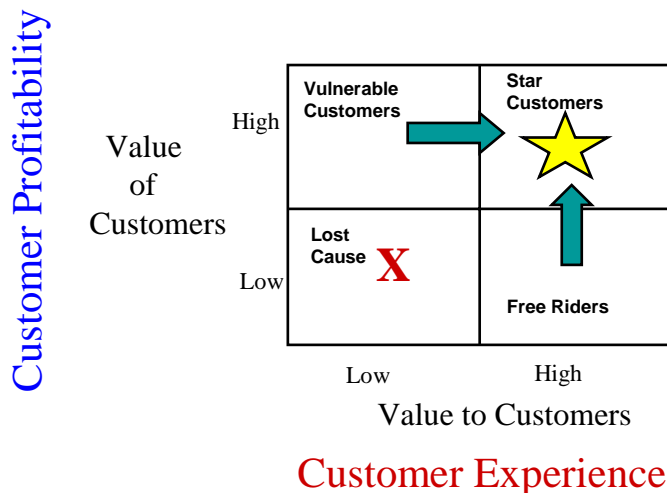 Customer Profitability
Value
of
Customers
High
Low
Vulnerable
Customers
Star
Customers
Lost
Cause
X
Free Riders
Low
High
Value to Customers
Customer Experience